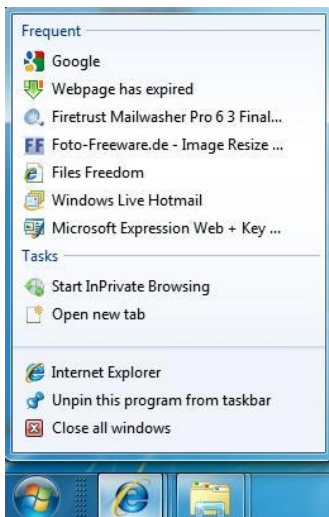 Frequent
Google
Webpage has expired
Firetrust Mailwasher Pro 6 3 Final...
FF Foto-Freeware.de - Image Resize ...
Files Freedom
Windows Live Hotmail
Microsoft Expression Web + Key ...
Tasks
Start InPrivate Browsing
Open new tab
Internet Explorer
Unpin this program from taskbar
Close all windows